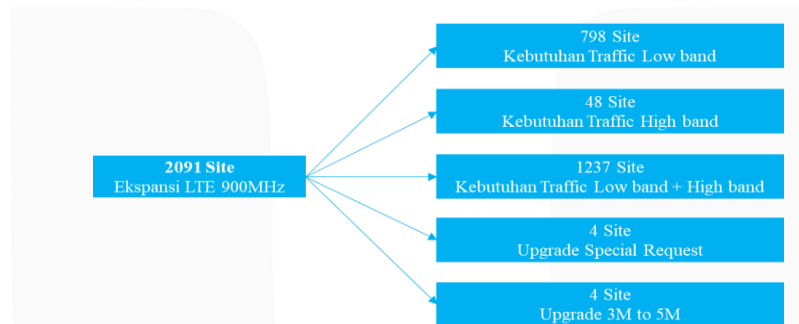 798 Site
Kebutuhan Traffic Low band
48 Site
Kebutuhan Traffic High band
2091 Site
Ekspansi LTE 900MHz
1237 Site
Kebutuhan Traffic Low band + High band
4 Site
Upgrade Special Request
4 Site
Upgrade 3M to 5M